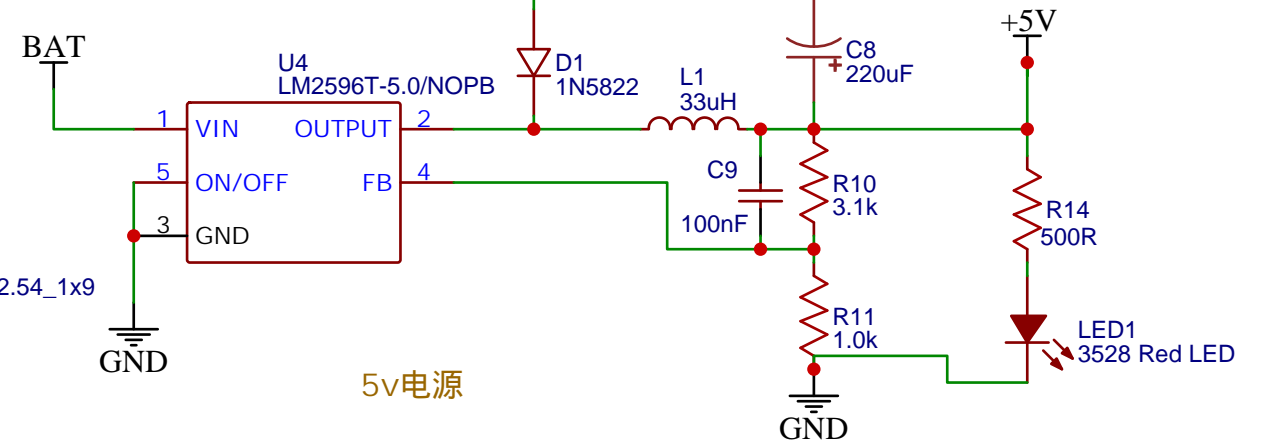 +5V
BAT
C8
220uF
U4
LM2596T-5.0/NOPB
D1
1N5822
L1
33uH
1
VIN
OUTPUT
2
5
ON/OFF
FB
4
3
GND
C9
100nF
R10
3.1k
R14
500R
2.54_1x9
R11
1.0k
LED1
3528 Red LED
GND
5v电源
GND
+